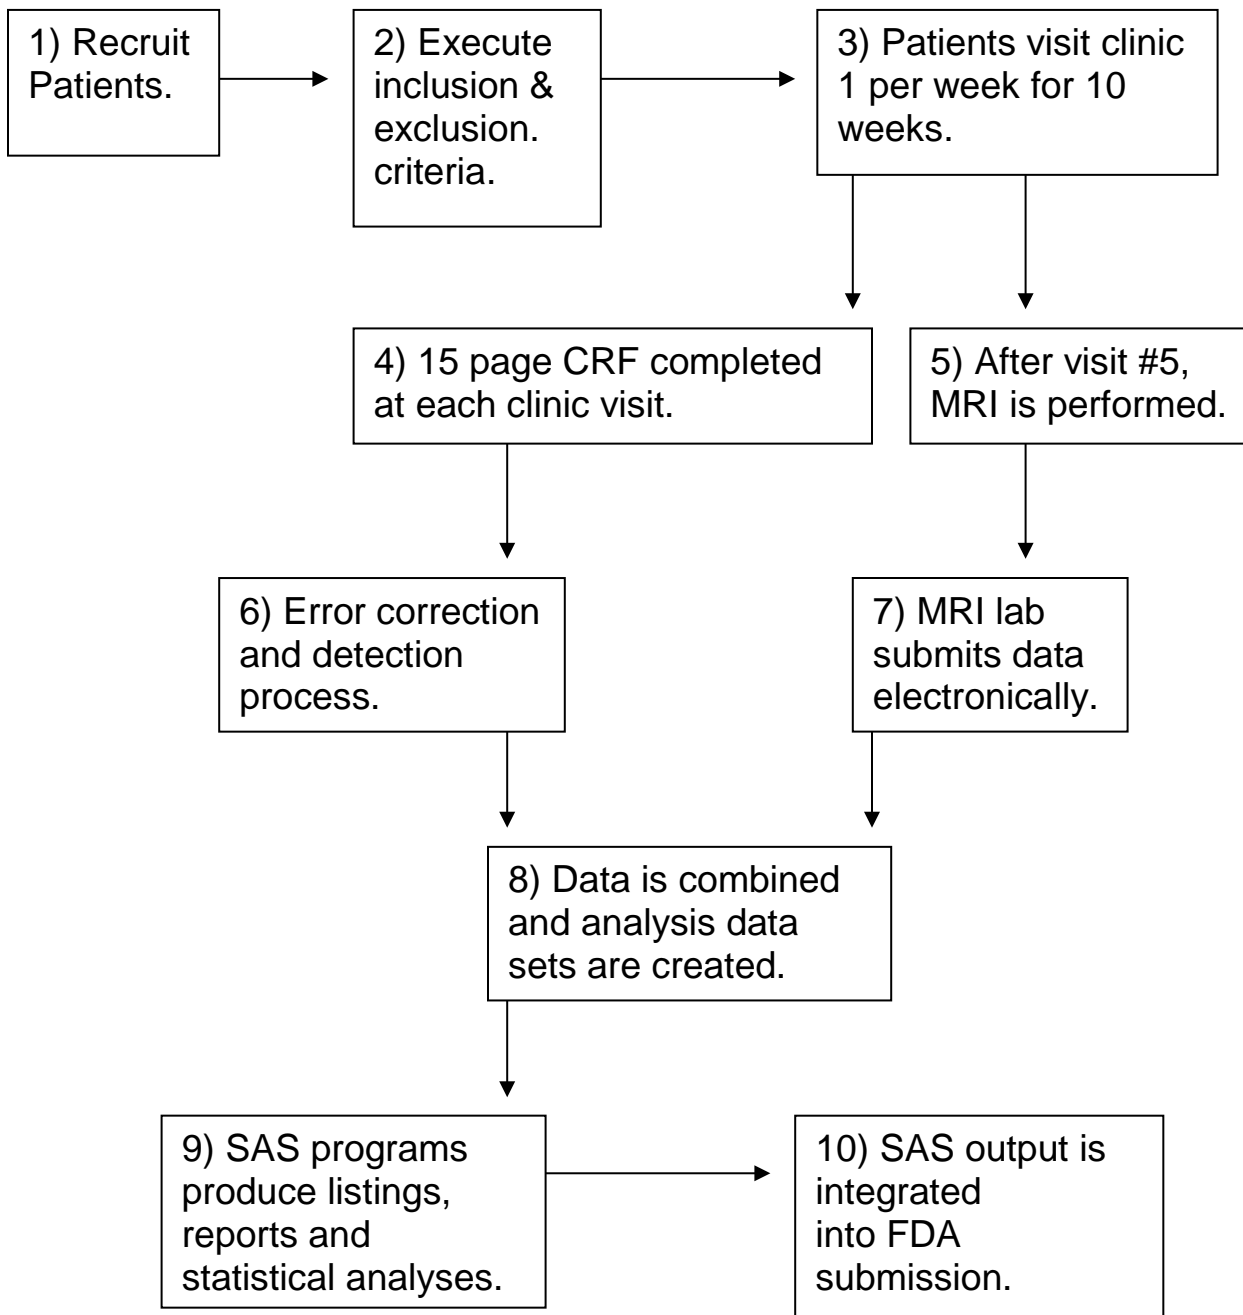 1) Recruit
Patients.
2) Execute
inclusion &
exclusion.
criteria.
3) Patients visit clinic
1 per week for 10
weeks.
4) 15 page CRF completed
at each clinic visit.
5) After visit #5,
MRI is performed.
6) Error correction
and detection
process.
7) MRI lab
submits data
electronically.
8) Data is combined
and analysis data
sets are created.
9) SAS programs
produce listings,
reports and
statistical analyses.
10) SAS output is
integrated
into FDA
submission.